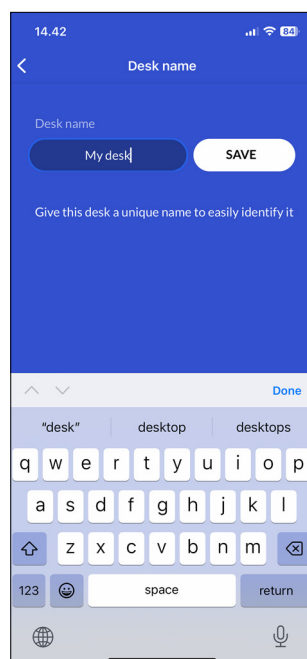 14.42
84
Desk name
Desk name
My desk
SAVE
Give this desk a unique name to easily identify it
Done
"desk" desktop desktops
q w e r t y u i o p
a s d f g h j k l
z x c v b n m
123 space return